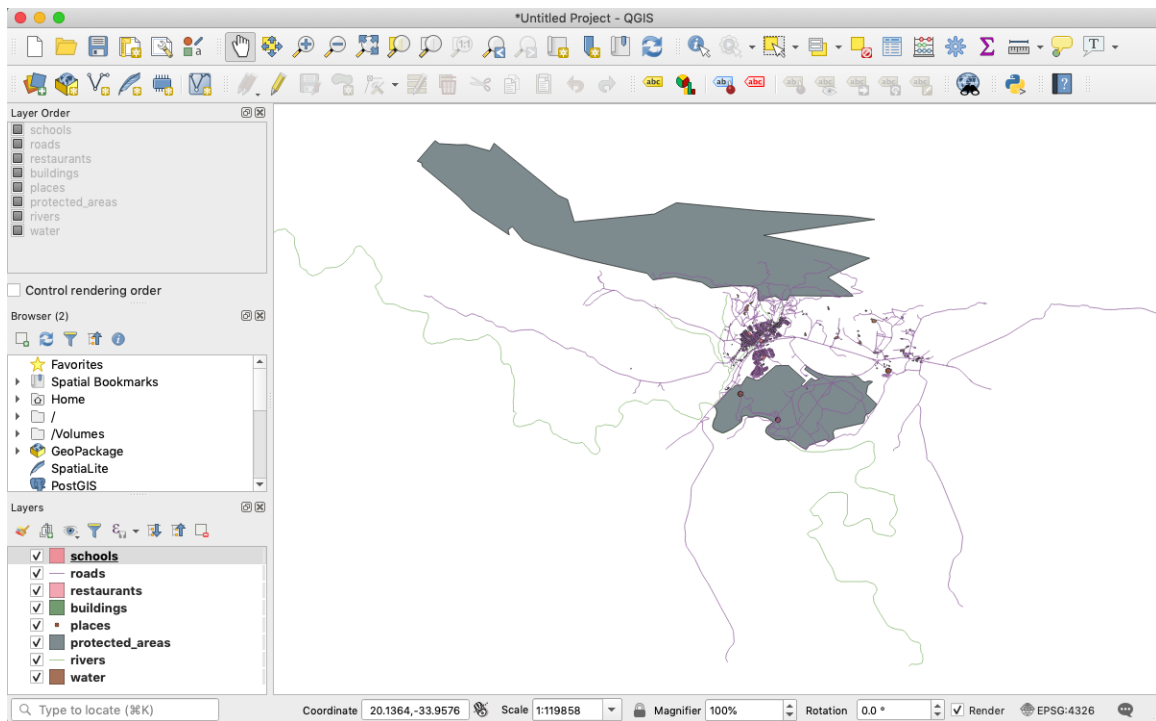 *Untitled Project - QGIS
Layer Order
schools
roads
restaurants
buildings
places
protected_areas
rivers
water
Control rendering order
Browser (2)
Favorites
Spatial Bookmarks
Home
/
/Volumes
GeoPackage
SpatiaLite
PostGIS
Layers
schools
roads
restaurants
buildings
places
protected_areas
rivers
water
Type to locate (⌘K) Coordinate 20.1364,-33.9576 Scale 1:119858 Magnifier 100% Rotation 0.0 ° Render EPSG:4326